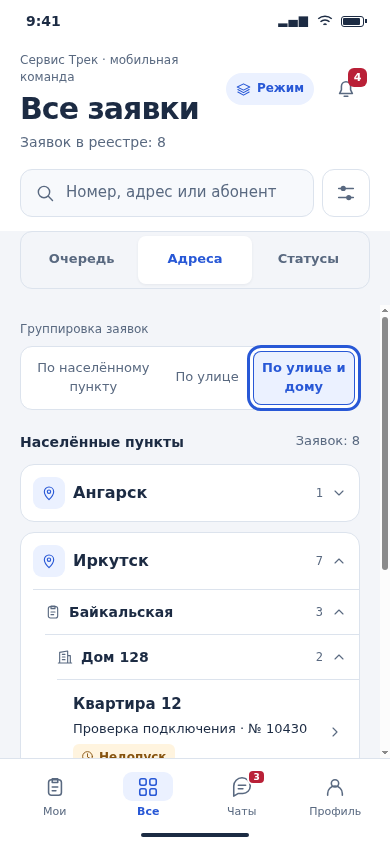 9:41
Сервис Трек · мобильная
команда
Все заявки
Заявок в реестре: 8
Режим
4
Номер, адрес или абонент
Очередь
Адреса
Статусы
Группировка заявок
По населённому
пункту
По улице
По улице и
дому
Населённые пункты
Заявок: 8
Ангарск
1
Иркутск
7
Байкальская
3
Дом 128
2
Квартира 12
Проверка подключения · № 10430
Недопуск
Мои
Все
3
Чаты
Профиль